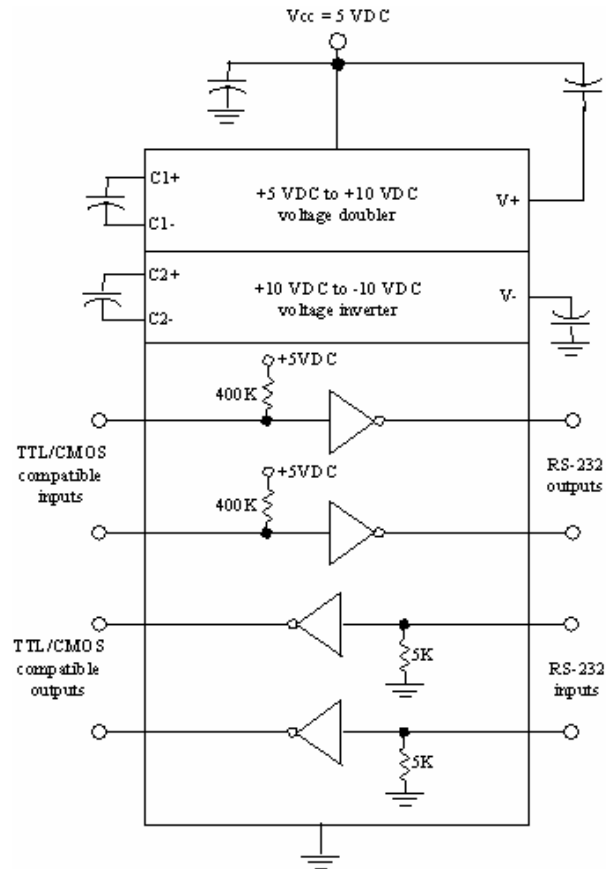 Vcc = 5 VDC
C1+
+5 VDC to +10 VDC
voltage doubler
V+
C1-
C2+
+10 VDC to -10 VDC
voltage inverter
V-
C2-
+5VDC
400K
TTL/CMOS
compatible
inputs
RS-232
outputs
+5VDC
400K
TTL/CMOS
compatible
outputs
5K
RS-232
inputs
5K